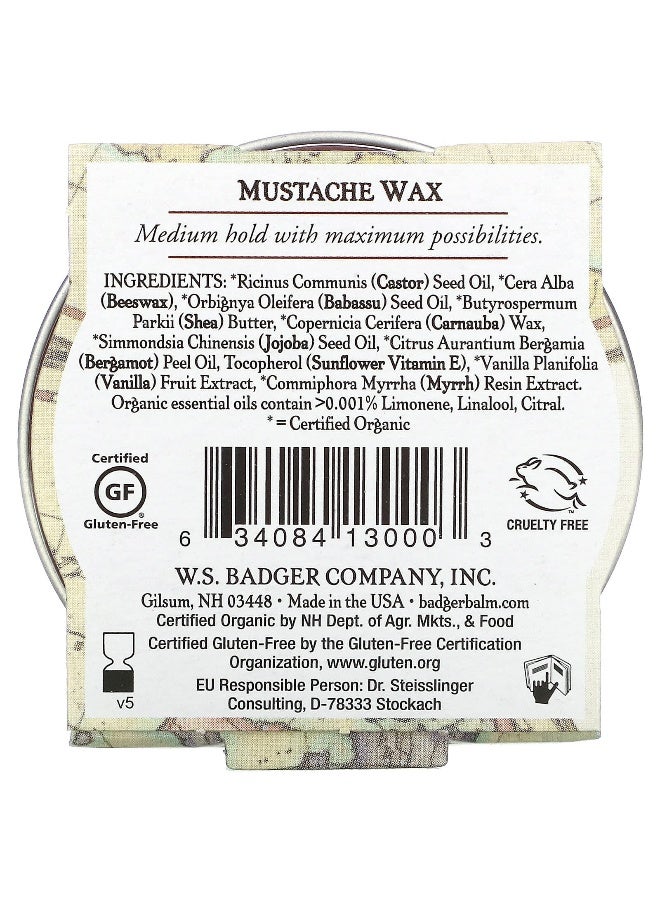 MUSTACHE WAX
Medium hold with maximum possibilities.
INGREDIENTS: *Ricinus Communis (Castor) Seed Oil, *Cera Alba
(Beeswax), *Orbignya Oleifera (Babassu) Seed Oil, *Butyrospermum
Parkii (Shea) Butter, *Copernicia Cerifera (Carnauba) Wax,
*Simmondsia Chinensis (Jojoba) Seed Oil, *Citrus Aurantium Bergamia
(Bergamot) Peel Oil, Tocopherol (Sunflower Vitamin E), *Vanilla Planifolia
(Vanilla) Fruit Extract, *Commiphora Myrrha (Myrrh) Resin Extract.
Organic essential oils contain >0.001% Limonene, Linalool, Citral.
* = Certified Organic
Certified
GF
Gluten-Free
6 34084 13000 3
CRUELTY FREE
W.S. BADGER COMPANY, INC.
Gilsum, NH 03448 • Made in the USA • badgerbalm.com
Certified Organic by NH Dept. of Agr. Mkts., & Food
Certified Gluten-Free by the Gluten-Free Certification
Organization, www.gluten.org
EU Responsible Person: Dr. Steisslinger
Consulting, D-78333 Stockach
v5